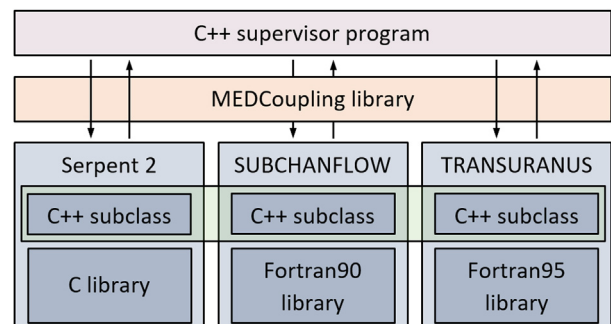 C++ supervisor program
MEDCoupling library
Serpent 2
SUBCHANFLOW
TRANSURANUS
C++ subclass
C++ subclass
C++ subclass
C library
Fortran90
library
Fortran95
library